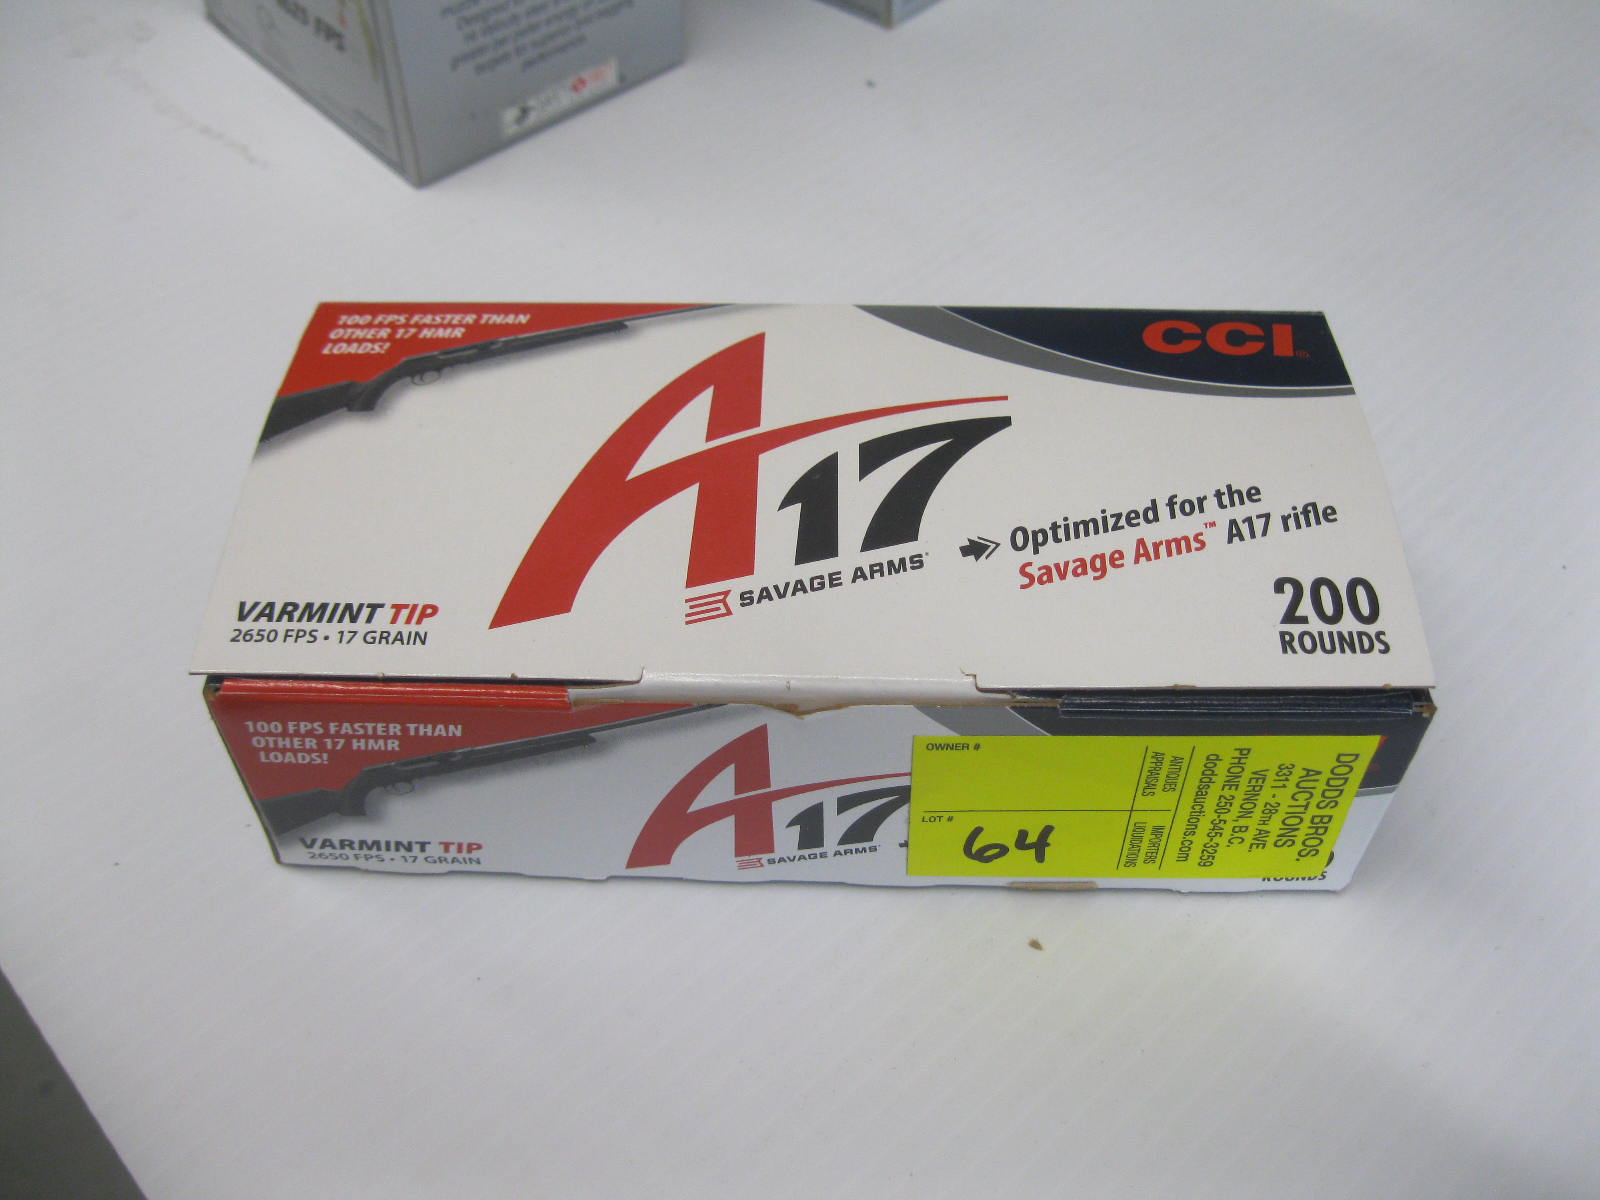 FPS
performance.
100 FPS FASTER THAN
OTHER 17 HMR
LOADS!
CCI®
A17
SAVAGE ARMS
Optimized for the
Savage Arms™ A17 rifle
VARMINT TIP
2650 FPS • 17 GRAIN
200
ROUNDS
100 FPS FASTER THAN
OTHER 17 HMR
LOADS!
A17
SAVAGE ARMS
VARMINT TIP
2650 FPS • 17 GRAIN
ROUNDS
OWNER #
LOT #
64
ANTIQUES
APPRAISALS
IMPORTERS
LIQUIDATIONS
DODDS BROS.
AUCTIONS
3311 - 28TH AVE.
VERNON, B.C.
PHONE 250-545-3259
doddsauctions.com